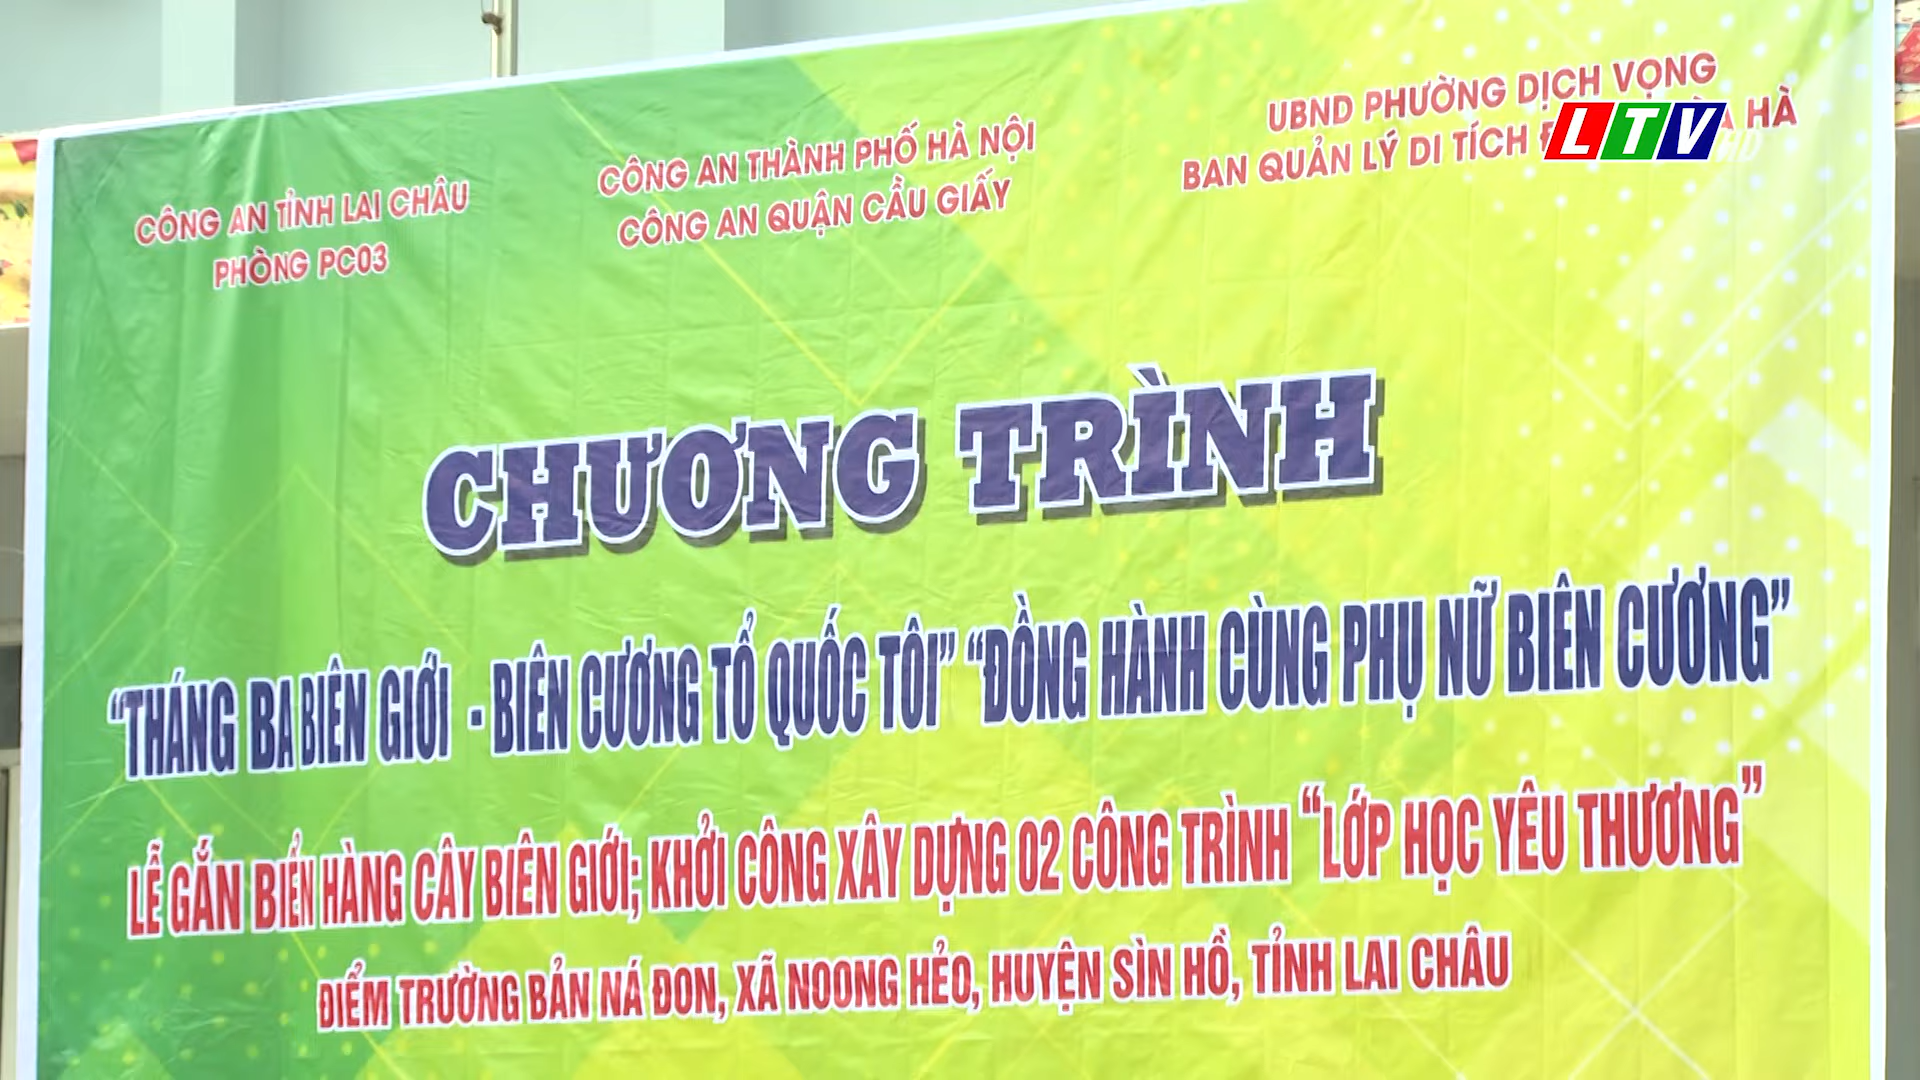 CÔNG AN TỈNH LAI CHÂU
PHÒNG PC03
CÔNG AN THÀNH PHỐ HÀ NỘI
CÔNG AN QUẬN CẦU GIẤY
UBND PHƯỜNG DỊCH VỌNG
BAN QUẢN LÝ DI TÍCH HÀ
LTV
HD
CHƯƠNG TRÌNH
“THÁNG BA BIÊN GIỚI - BIÊN CƯƠNG TỔ QUỐC TÔI” “ĐỒNG HÀNH CÙNG PHỤ NỮ BIÊN CƯƠNG”
LỄ GẮN BIỂN HÀNG CÂY BIÊN GIỚI; KHỞI CÔNG XÂY DỰNG 02 CÔNG TRÌNH “LỚP HỌC YÊU THƯƠNG”
ĐIỂM TRƯỜNG BẢN NÁ ĐON, XÃ NOONG HẺO, HUYỆN SÌN HỒ, TỈNH LAI CHÂU